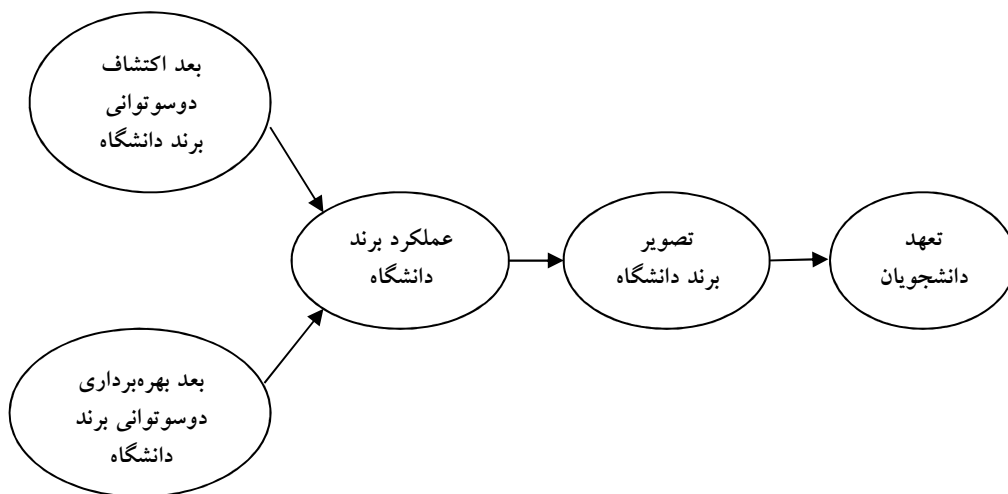 بعد اکتشاف
دوسوتوانی
برند دانشگاه
عملکرد برند
دانشگاه
تصویر
برند دانشگاه
تعهد
دانشجویان
بعد بهره‌برداری
دوسوتوانی برند
دانشگاه